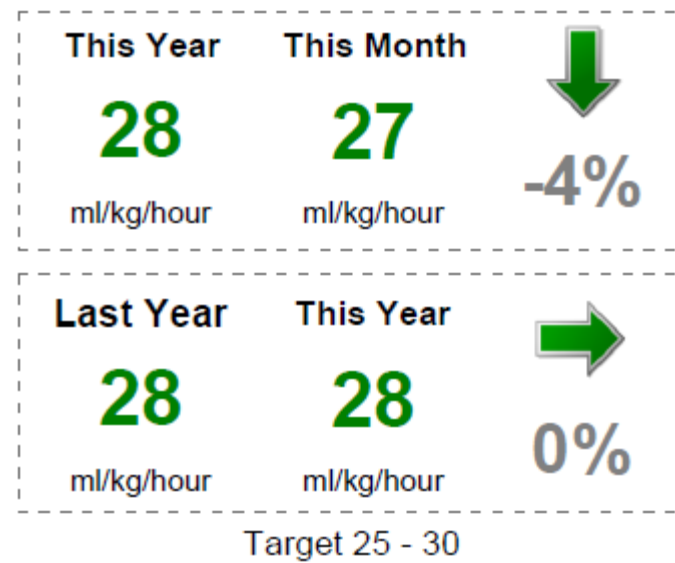 This Year This Month
28 27
-4%
ml/kg/hour ml/kg/hour
Last Year This Year
28 28
0%
ml/kg/hour ml/kg/hour
Target 25 - 30